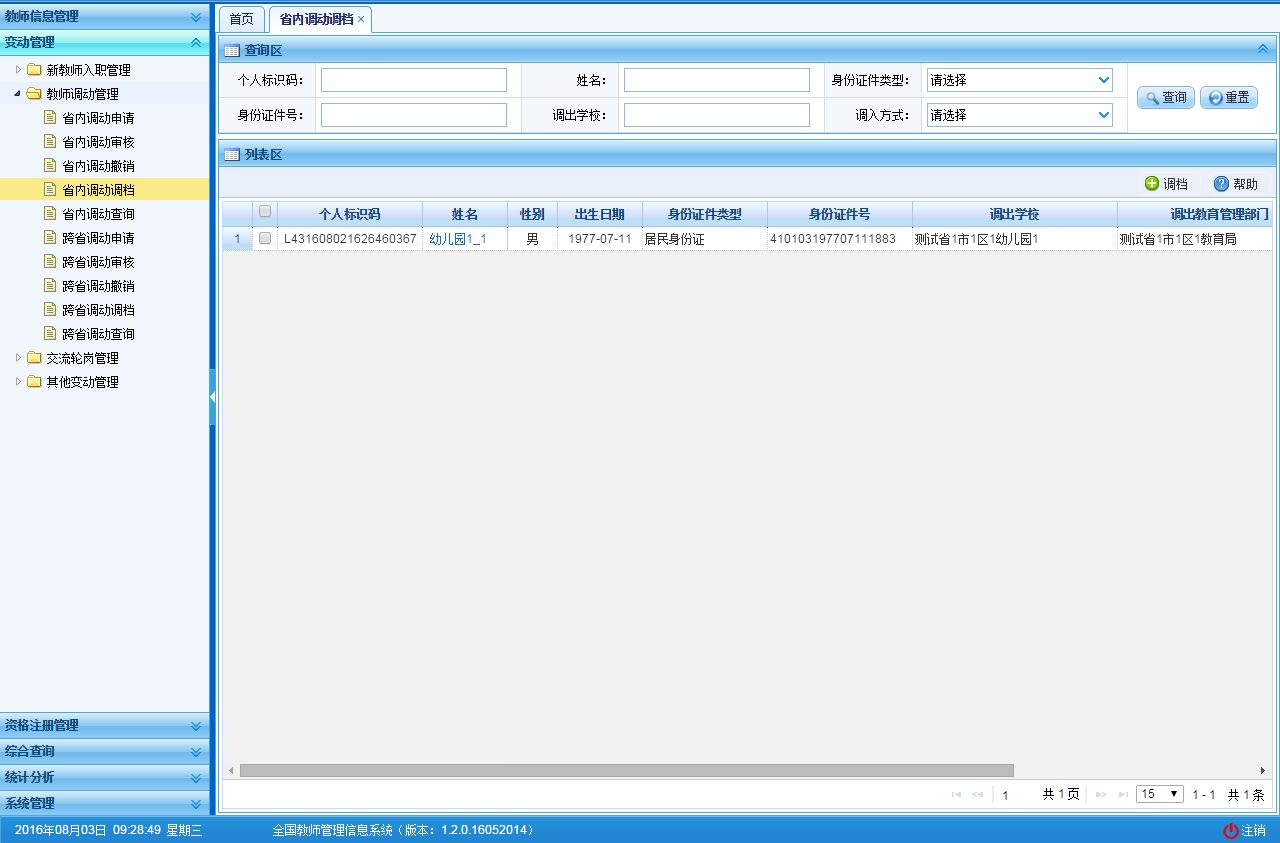 教师信息管理
变动管理
新教师入职管理
教师调动管理
省内调动申请
省内调动审核
省内调动撤销
省内调动调档
省内调动查询
跨省调动申请
跨省调动审核
跨省调动撤销
跨省调动调档
跨省调动查询
交流轮岗管理
其他变动管理
资格注册管理
综合查询
统计分析
系统管理
首页 省内调动调档 ×
查询区
个人标识码： 姓名： 身份证件类型： 请选择
身份证件号： 调出学校： 调入方式： 请选择
查询 重置
列表区
调档 帮助
个人标识码 姓名 性别 出生日期 身份证件类型 身份证件号 调出学校 调出教育管理部门
1 L431608021626460367 幼儿园1_1 男 1977-07-11 居民身份证 410103197707111883 测试省1市1区1幼儿园1 测试省1市1区1教育局
1 共 1 页 15 1 - 1 共 1 条
2016年08月03日 09:28:49 星期三 全国教师管理信息系统（版本：1.2.0.16052014） 注销